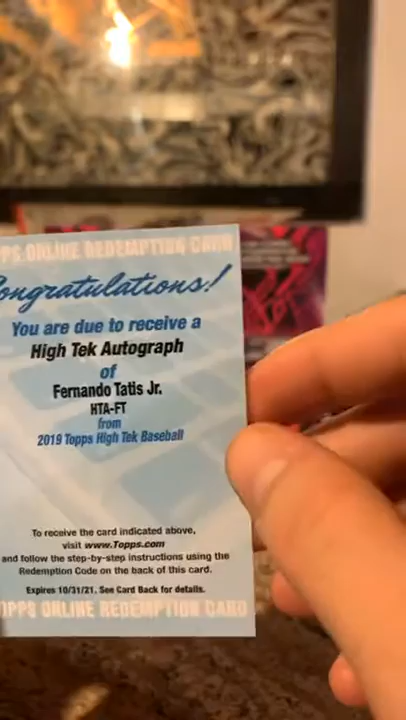 PPS ONLINE REDEMPTION CARD
ongratulations!
You are due to receive a
High Tek Autograph
of
Fernando Tatis Jr.
HTA-FT
from
2019 Topps High Tek Baseball
To receive the card indicated above,
visit www.Topps.com
and follow the step-by-step instructions using the
Redemption Code on the back of this card.
Expires 10/31/21. See Card Back for details.
OPPS ONLINE REDEMPTION CARD